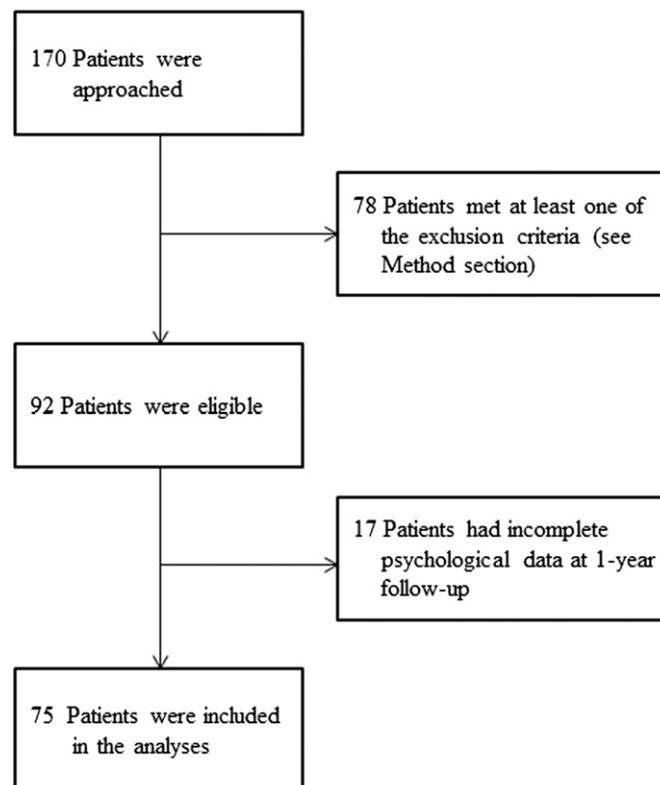 170 Patients were
approached
78 Patients met at least one of
the exclusion criteria (see
Method section)
92 Patients were eligible
17 Patients had incomplete
psychological data at 1-year
follow-up
75 Patients were included
in the analyses